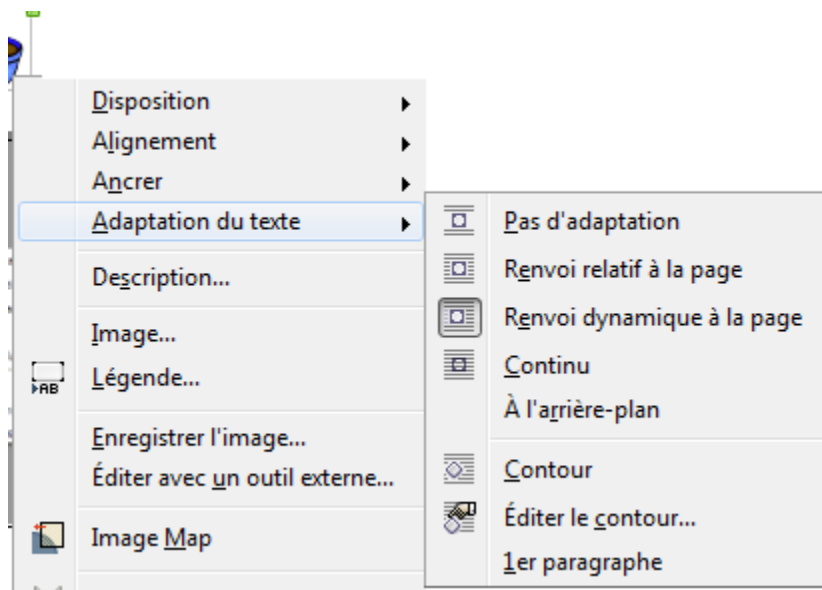 Disposition
Alignement
Ancrer
Adaptation du texte
Description...
Image...
AB
Légende...
Enregistrer l'image...
Éditer avec un outil externe...
Image Map
Pas d'adaptation
Renvoi relatif à la page
Renvoi dynamique à la page
Continu
À l'arrière-plan
Contour
Éditer le contour...
1er paragraphe